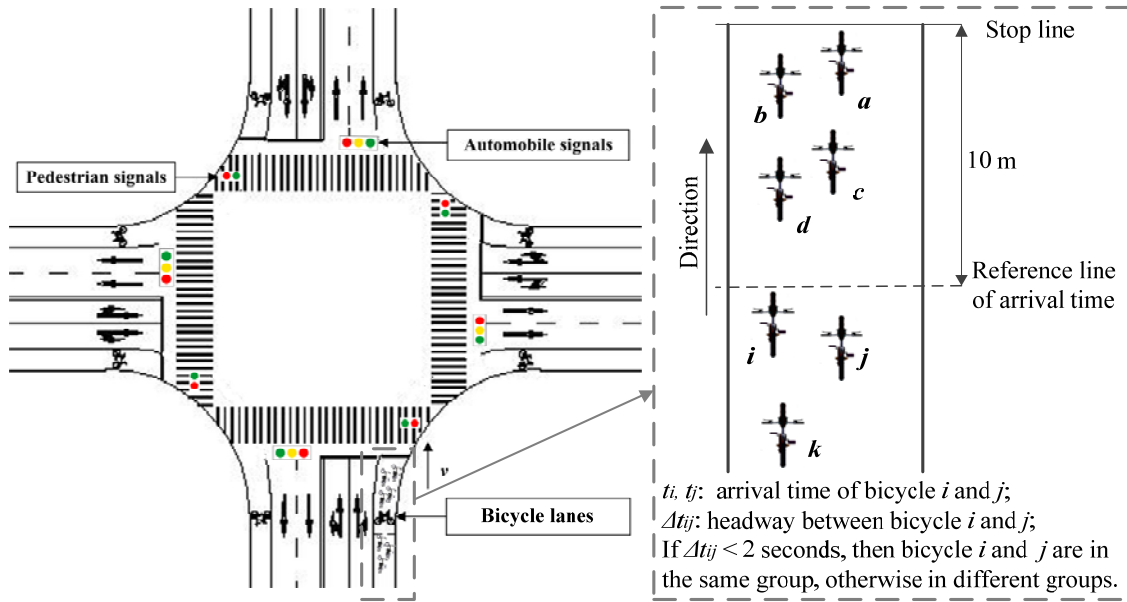 Automobile signals
Pedestrian signals
v
Bicycle lanes
Stop line
a
b
c
10 m
d
Direction
Reference line
of arrival time
i
j
k
ti, tj: arrival time of bicycle i and j;
Δtij: headway between bicycle i and j;
If Δtij < 2 seconds, then bicycle i and j are in
the same group, otherwise in different groups.